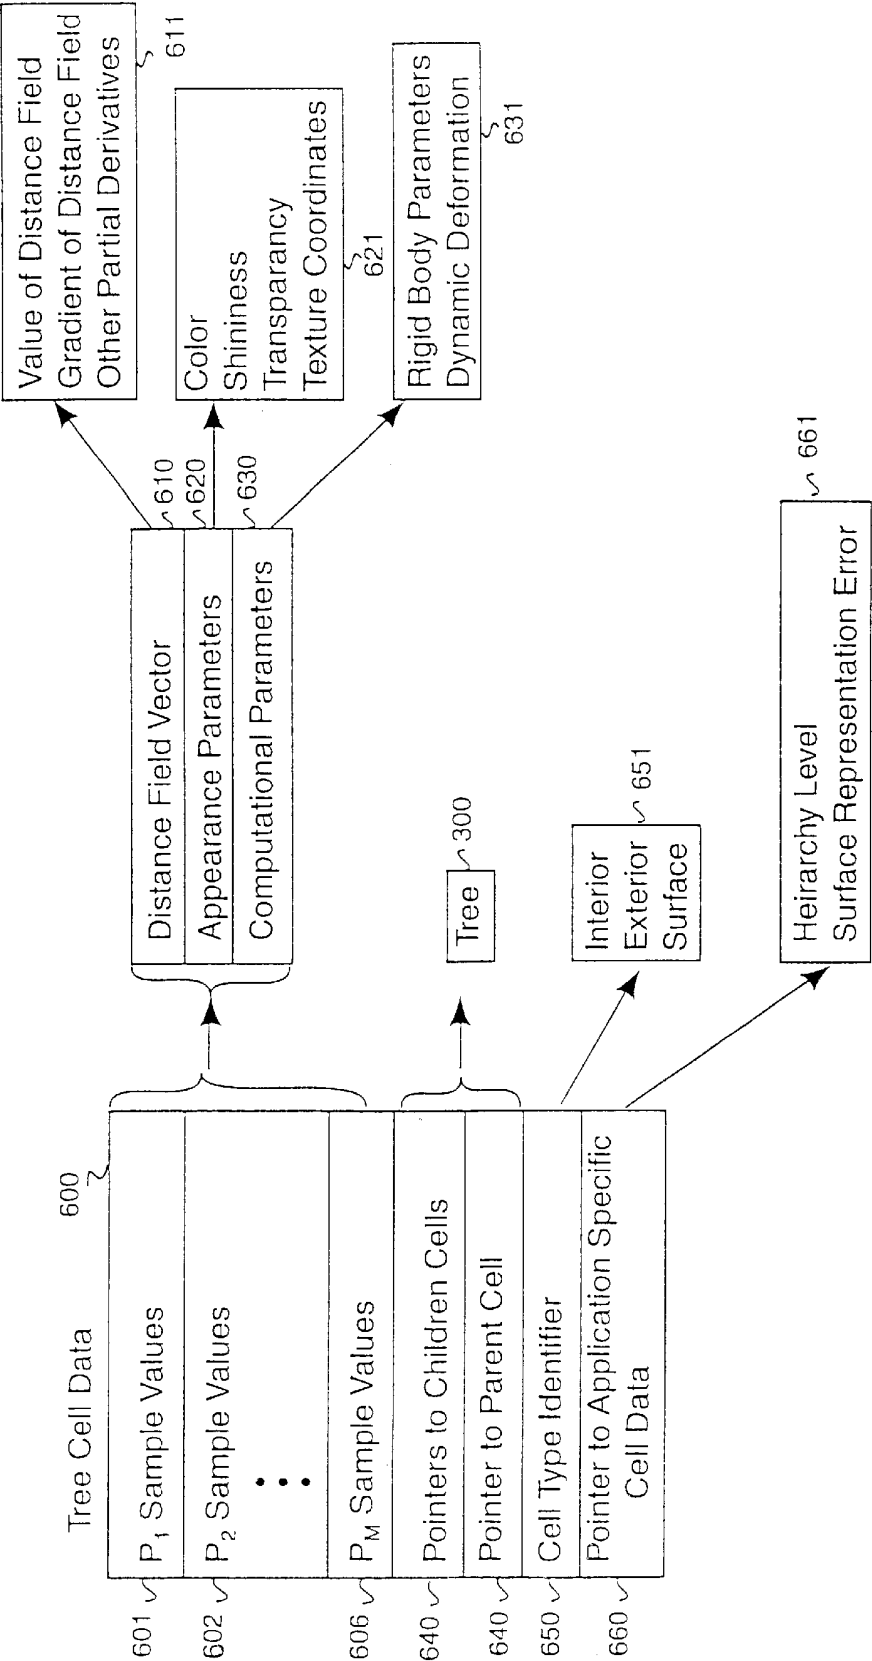 Tree Cell Data
600
601
P1 Sample Values
602
P2 Sample Values
606
PM Sample Values
640
Pointers to Children Cells
640
Pointer to Parent Cell
650
Cell Type Identifier
660
Pointer to Application Specific
Cell Data
Distance Field Vector
610
Appearance Parameters
620
Computational Parameters
630
Value of Distance Field
Gradient of Distance Field
Other Partial Derivatives
611
Color
Shininess
Transparancy
Texture Coordinates
621
Rigid Body Parameters
Dynamic Deformation
631
Tree
300
Interior
Exterior
Surface
651
Heirarchy Level
Surface Representation Error
661